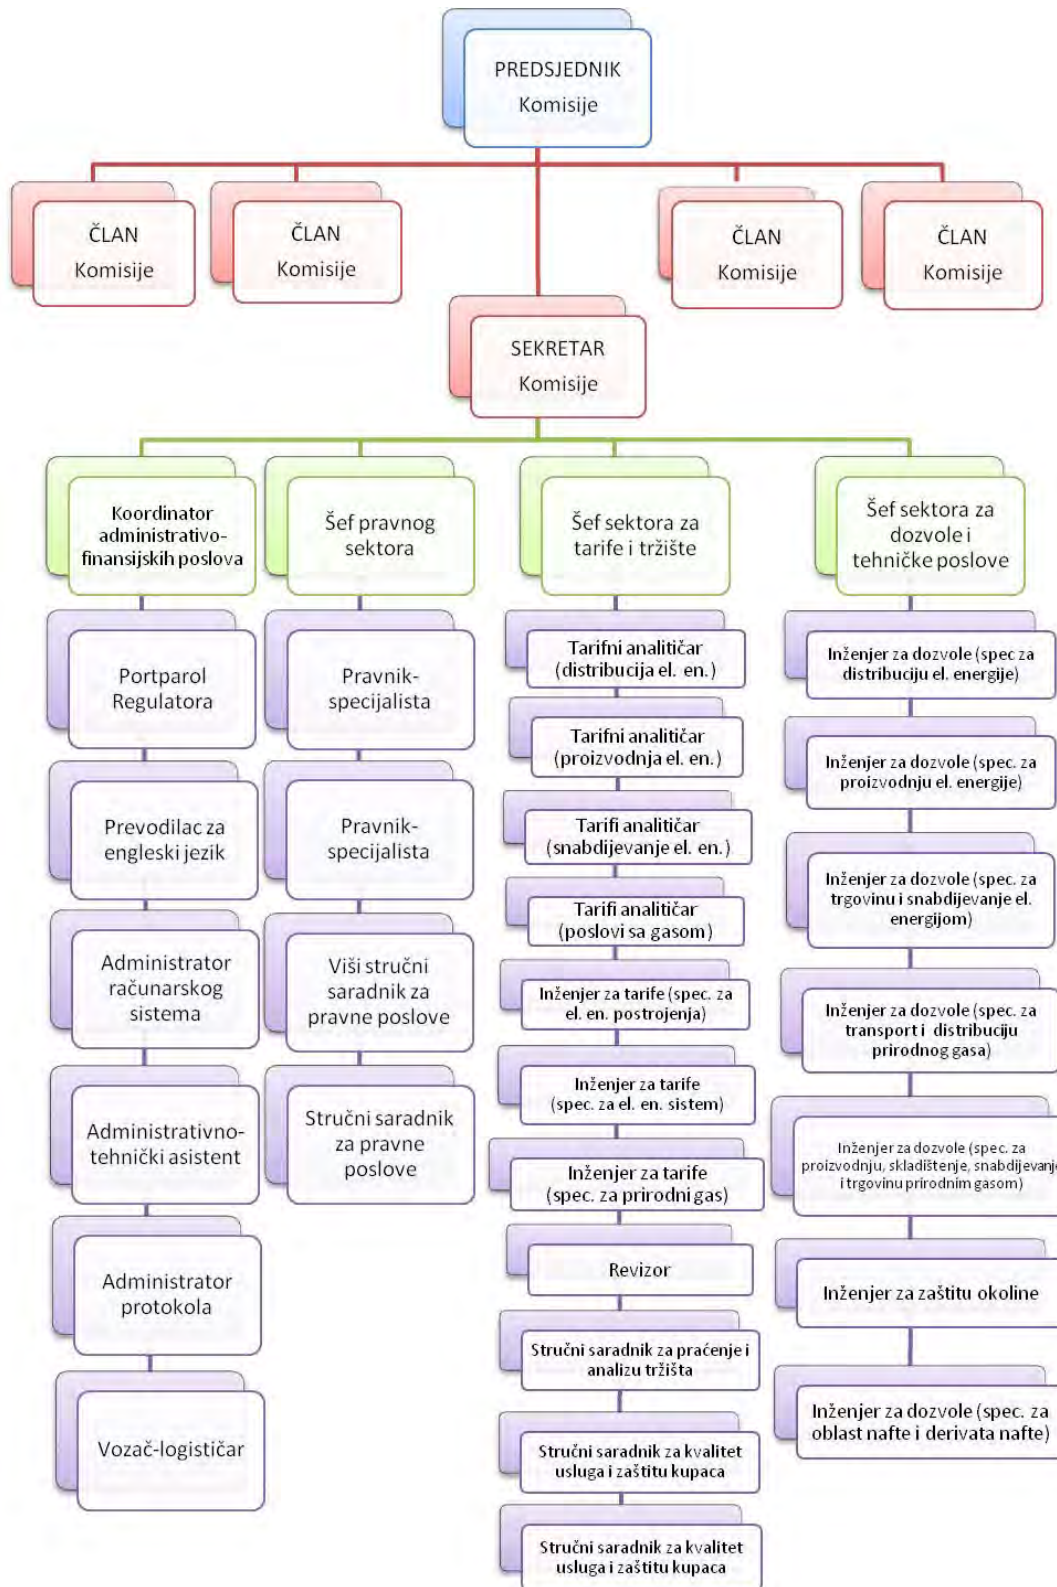 PREDSJEDNIK
Komisije
ČLAN
Komisije
ČLAN
Komisije
ČLAN
Komisije
ČLAN
Komisije
SEKRETAR
Komisije
Koordinator
administrativo-
finansijskih poslova
Šef pravnog
sektora
Šef sektora za
tarife i tržište
Šef sektora za
dozvole i
tehničke poslove
Portparol
Regulatora
Prevodilac za
engleski jezik
Administrator
računarskog
sistema
Administrativno-
tehnički asistent
Administrator
protokola
Vozač-logističar
Pravnik-
specijalista
Pravnik-
specijalista
Viši stručni
saradnik za
pravne poslove
Stručni saradnik
za pravne
poslove
Tarifni analitičar
(distribucija el. en.)
Tarifni analitičar
(proizvodnja el. en.)
Tarifi analitičar
(snabdijevanje el. en.)
Tarifi analitičar
(poslovi sa gasom)
Inženjer za tarife (spec. za
el. en. postrojenja)
Inženjer za tarife
(spec. za el. en. sistem)
Inženjer za tarife
(spec. za prirodni gas)
Revizor
Stručni saradnik za praćenje i
analizu tržišta
Stručni saradnik za kvalitet
usluga i zaštitu kupaca
Stručni saradnik za kvalitet
usluga i zaštitu kupaca
Inženjer za dozvole (spec za
distribuciju el. energije)
Inženjer za dozvole (spec. za
proizvodnju el. energije)
Inženjer za dozvole (spec. za
trgovinu i snabdijevanje el.
energijom)
Inženjer za dozvole (spec. za
transport i distribuciju
prirodnog gasa)
Inženjer za dozvole (spec. za
proizvodnju, skladištenje, snabdijevanje
i trgovinu prirodnim gasom)
Inženjer za zaštitu okoline
Inženjer za dozvole (spec. za
oblast nafte i derivata nafte)